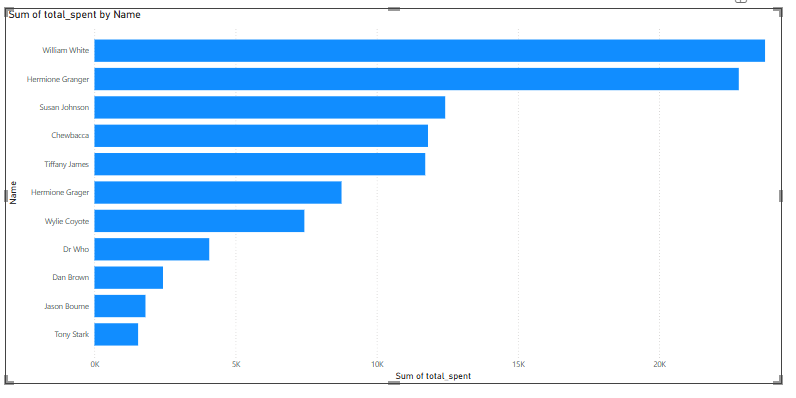 Sum of total_spent by Name
William White
Hermione Granger
Susan Johnson
Chewbacca
Tiffany James
Hermione Grager
Wylie Coyote
Dr Who
Dan Brown
Jason Bourne
Tony Stark
Name
0K 5K 10K 15K 20K
Sum of total_spent